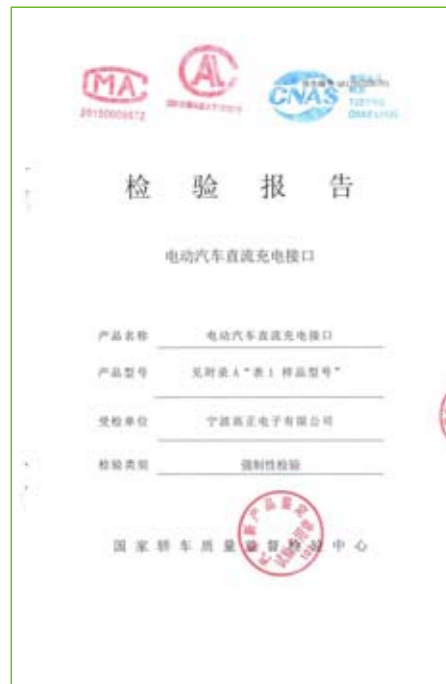 MA
AL
CNAS
TESTING
检验报告
电动汽车直流充电接口
产品名称 电动汽车直流充电接口
产品型号 见附录A“表1 样品型号”
受检单位 宁波高正电子有限公司
检验类别 强制性检验
国家轿车质量监督检验中心